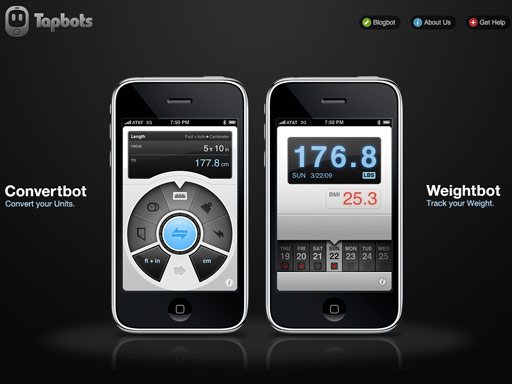 Tapbots
Blogbot
About Us
Get Help
Convertbot
Convert your Units.
AT&T 3G 7:50 PM
Length
Foot + Inch Centimeter
FROM 5 ft 10 in
TO 177.8 cm
ft + in
cm
AT&T 3G 7:50 PM
176.8
SUN 3/22/09 LBS
BMI 25.3
THU FRI SAT SUN MON TUE WED
19 20 21 22 23 24 25
Weightbot
Track your Weight.